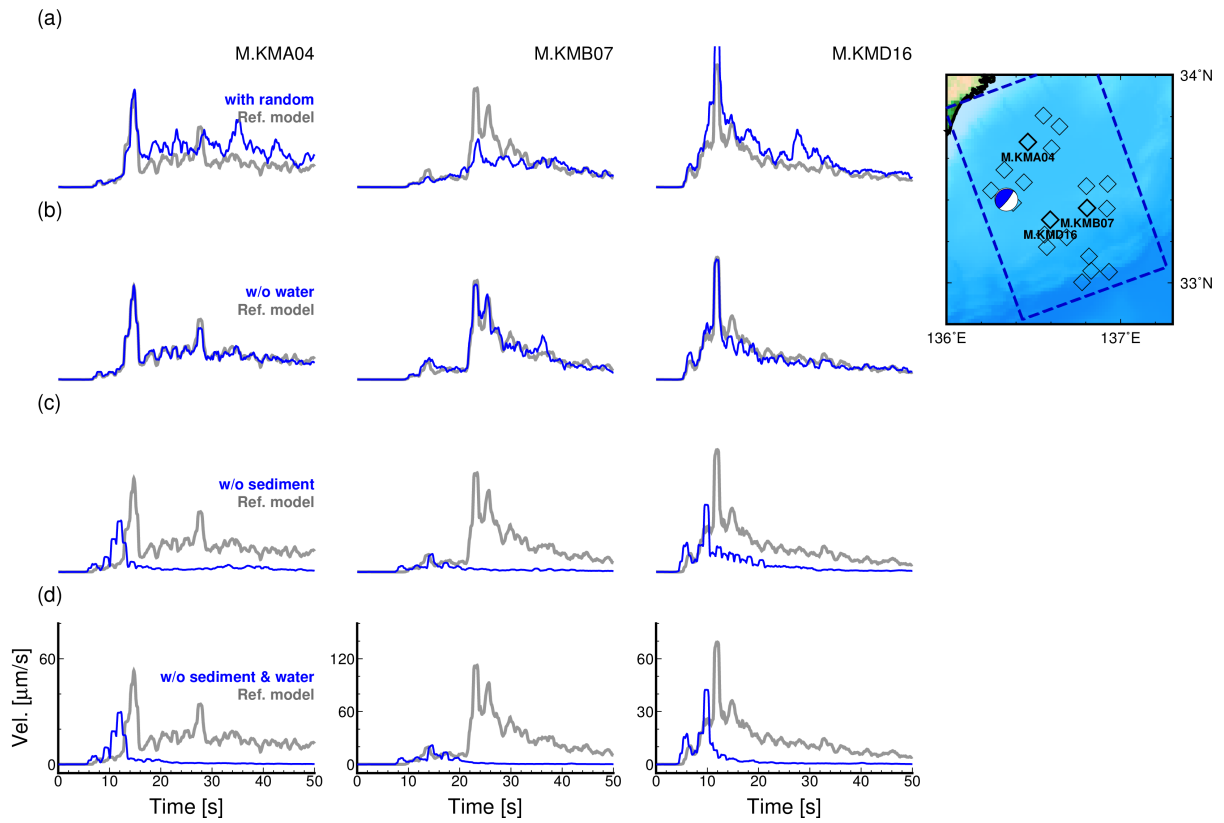 (a)
M.KMA04
M.KMB07
M.KMD16
with random
Ref. model
(b)
w/o water
Ref. model
(c)
w/o sediment
Ref. model
(d)
w/o sediment & water
Ref. model
Vel. [μm/s]
60
0
120
60
0
60
30
0
0 10 20 30 40 50
0 10 20 30 40 50
0 10 20 30 40 50
Time [s]
Time [s]
Time [s]
34˚N
M.KMA04
M.KMB07
M.KMD16
33˚N
136˚E
137˚E